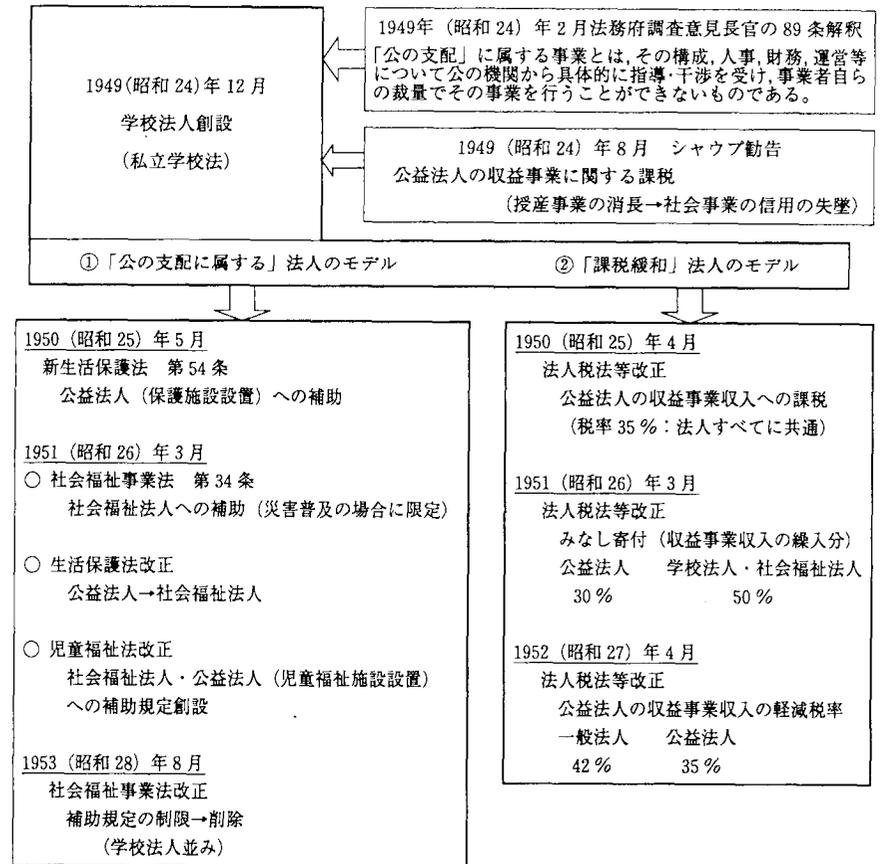 1949(昭和24)年12月
学校法人創設
(私立学校法)
1949年(昭和24)年2月法務府調査意見長官の89条解釈
「公の支配」に属する事業とは,その構成,人事,財務,運営等
について公の機関から具体的に指導・干渉を受け,事業者自ら
の裁量でその事業を行うことができないものである。
1949(昭和24)年8月 シャウプ勧告
公益法人の収益事業に関する課税
(授産事業の消長→社会事業の信用の失墜)
①「公の支配に属する」法人のモデル
②「課税緩和」法人のモデル
1950(昭和25)年5月
新生活保護法 第54条
公益法人(保護施設設置)への補助
1951(昭和26)年3月
○ 社会福祉事業法 第34条
社会福祉法人への補助(災害普及の場合に限定)
○ 生活保護法改正
公益法人→社会福祉法人
○ 児童福祉法改正
社会福祉法人・公益法人(児童福祉施設設置)
への補助規定創設
1953(昭和28)年8月
社会福祉事業法改正
補助規定の制限→削除
(学校法人並み)
1950(昭和25)年4月
法人税法等改正
公益法人の収益事業収入への課税
(税率35%:法人すべてに共通)
1951(昭和26)年3月
法人税法等改正
みなし寄付(収益事業収入の繰入分)
公益法人 学校法人・社会福祉法人
30% 50%
1952(昭和27)年4月
法人税法等改正
公益法人の収益事業収入の軽減税率
一般法人 公益法人
42% 35%